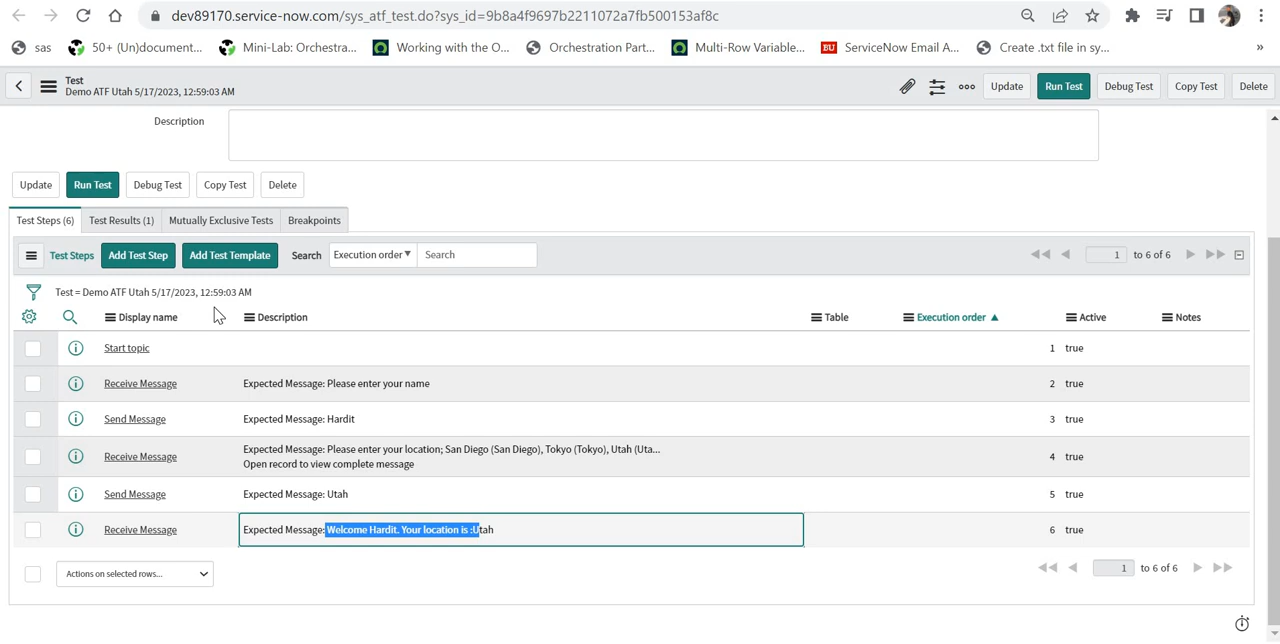 dev89170.service-now.com/sys_atf_test.do?sys_id=9b8a4f9697b2211072a7fb500153af8c
sas 50+ (Un)document... Mini-Lab: Orchestra... Working with the O... Orchestration Part... Multi-Row Variable... BU ServiceNow Email A... Create .txt file in sy... »
Test
Demo ATF Utah 5/17/2023, 12:59:03 AM
Update Run Test Debug Test Copy Test Delete
Description
Update Run Test Debug Test Copy Test Delete
Test Steps (6) Test Results (1) Mutually Exclusive Tests Breakpoints
Test Steps Add Test Step Add Test Template Search Execution order Search 1 to 6 of 6
Test = Demo ATF Utah 5/17/2023, 12:59:03 AM
Display name Description Table Execution order Active Notes
Start topic 1 true
Receive Message Expected Message: Please enter your name 2 true
Send Message Expected Message: Hardit 3 true
Receive Message Expected Message: Please enter your location; San Diego (San Diego), Tokyo (Tokyo), Utah (Uta... 4 true
Open record to view complete message
Send Message Expected Message: Utah 5 true
Receive Message Expected Message: Welcome Hardit. Your location is :Utah 6 true
Actions on selected rows... 1 to 6 of 6